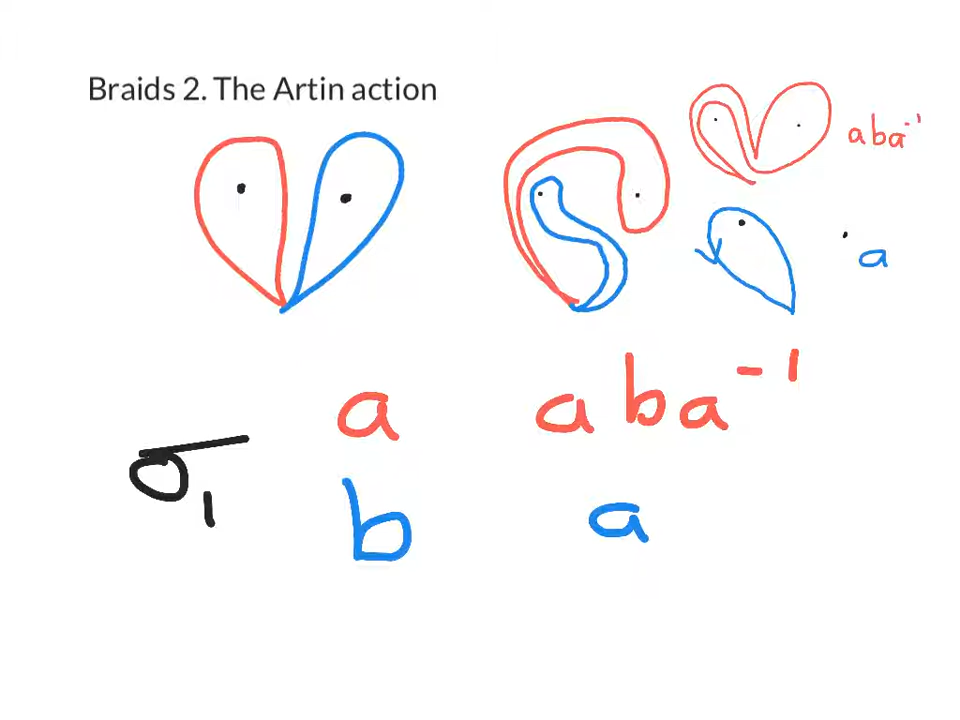 Braids 2. The Artin action
aba⁻¹
a
a aba⁻¹
σ₁
b a